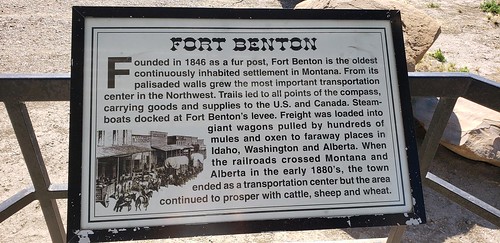 FORT BENTON
Founded in 1846 as a fur post, Fort Benton is the oldest
continuously inhabited settlement in Montana. From its
palisaded walls grew the most important transportation
center in the Northwest. Trails led to all points of the compass,
carrying goods and supplies to the U.S. and Canada. Steam-
boats docked at Fort Benton's levee. Freight was loaded into
giant wagons pulled by hundreds of
mules and oxen to faraway places in
Idaho, Washington and Alberta. When
the railroads crossed Montana and
Alberta in the early 1880's, the town
ended as a transportation center but the area
continued to prosper with cattle, sheep and wheat.